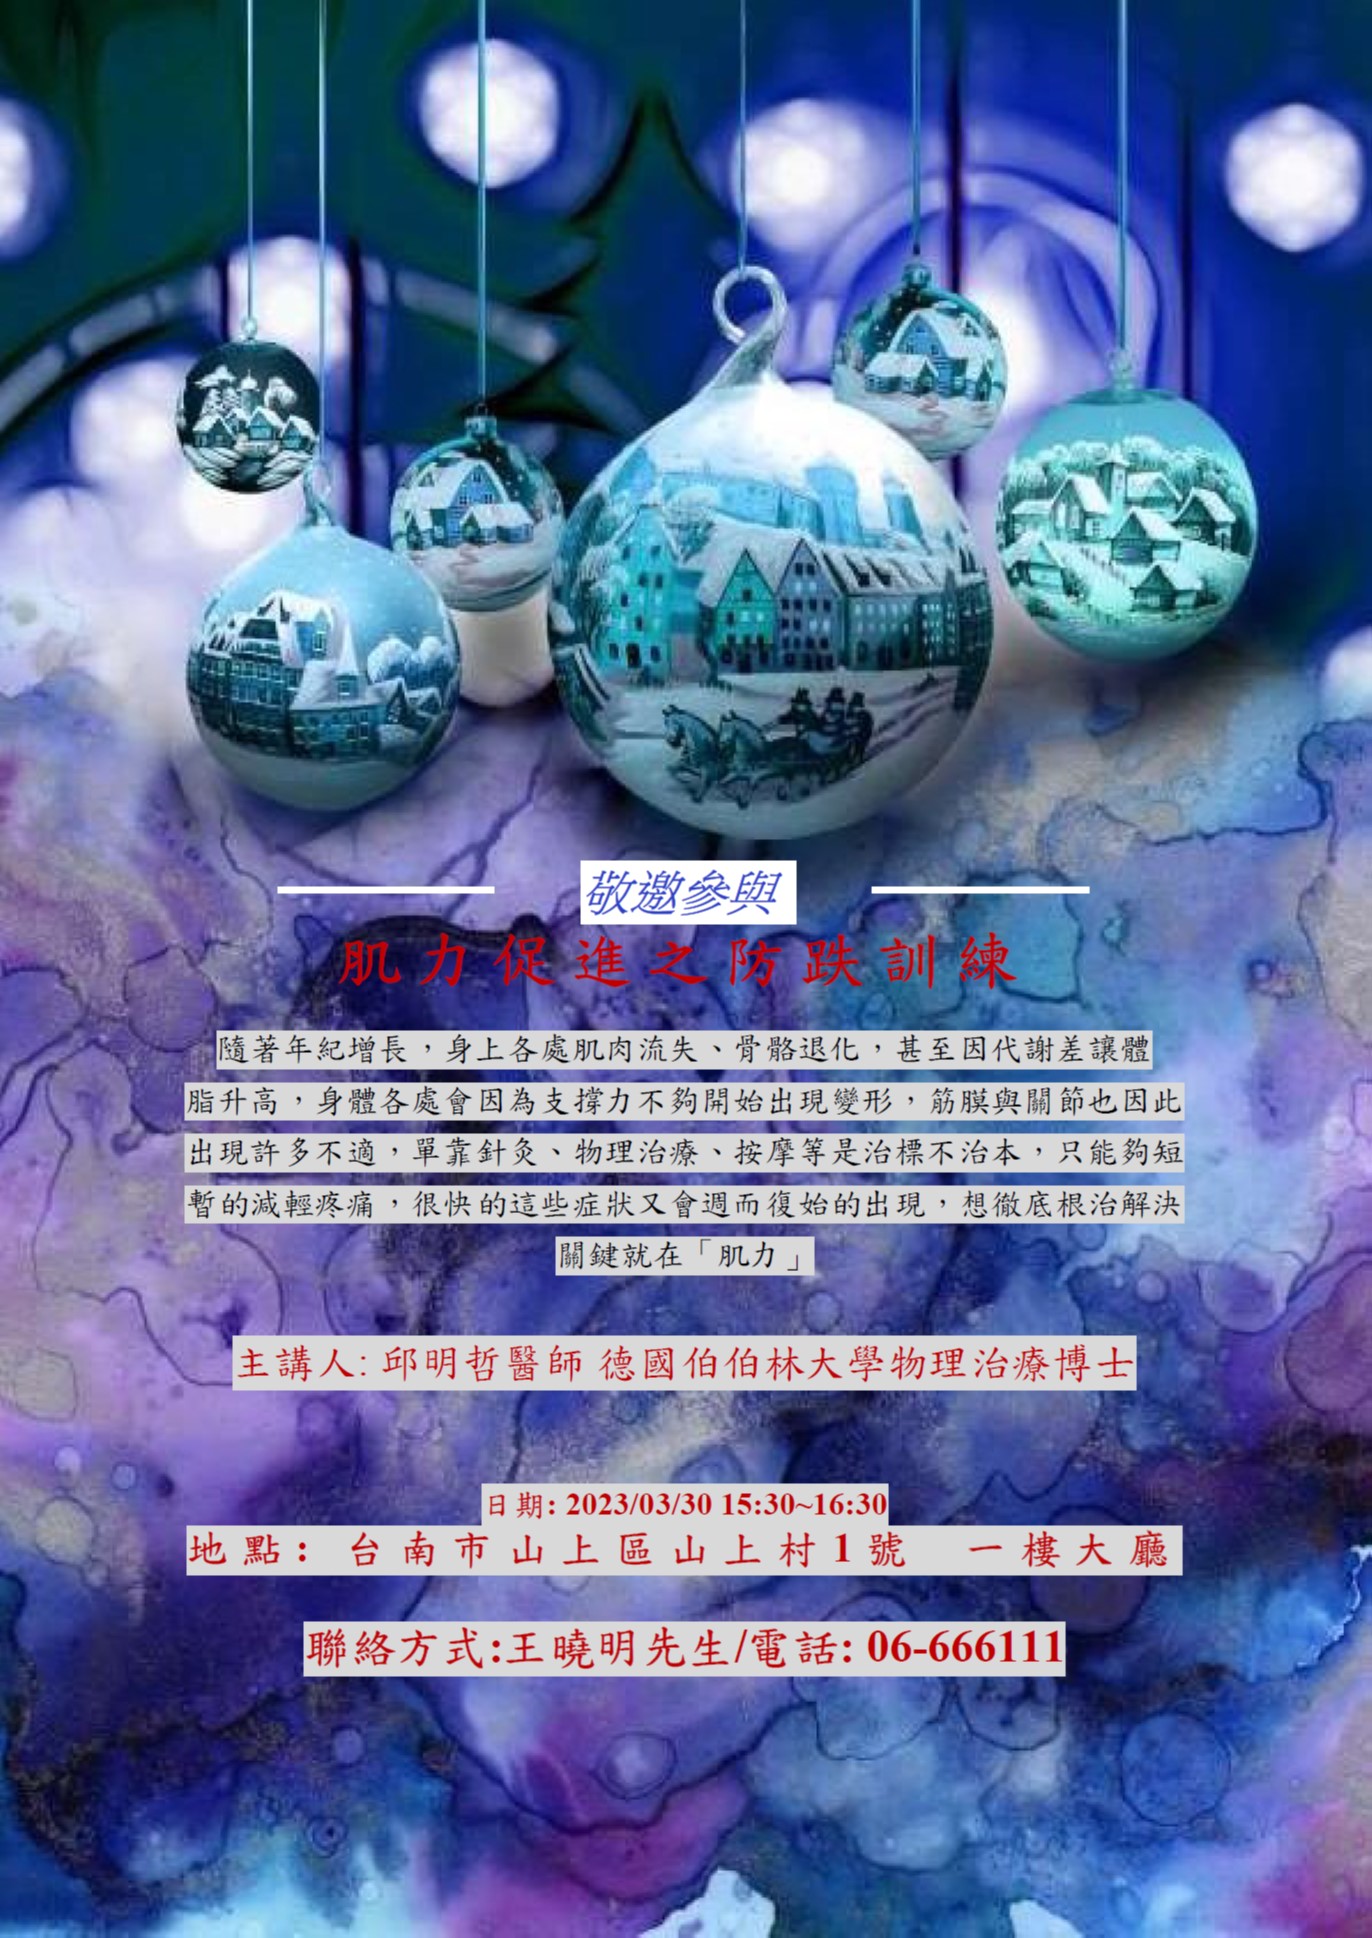 敬邀參與
肌力促進之防跌訓練
隨著年紀增長，身上各處肌肉流失、骨骼退化，甚至因代謝差讓體
脂升高，身體各處會因為支撐力不夠開始出現變形，筋膜與關節也因此
出現許多不適，單靠針灸、物理治療、按摩等是治標不治本，只能夠短
暫的減輕疼痛，很快的這些症狀又會週而復始的出現，想徹底根治解決
關鍵就在「肌力」
主講人: 邱明哲醫師 德國伯伯林大學物理治療博士
日期: 2023/03/30 15:30~16:30
地點: 台南市山上區山上村1號 一樓大廳
聯絡方式:王曉明先生/電話: 06-666111